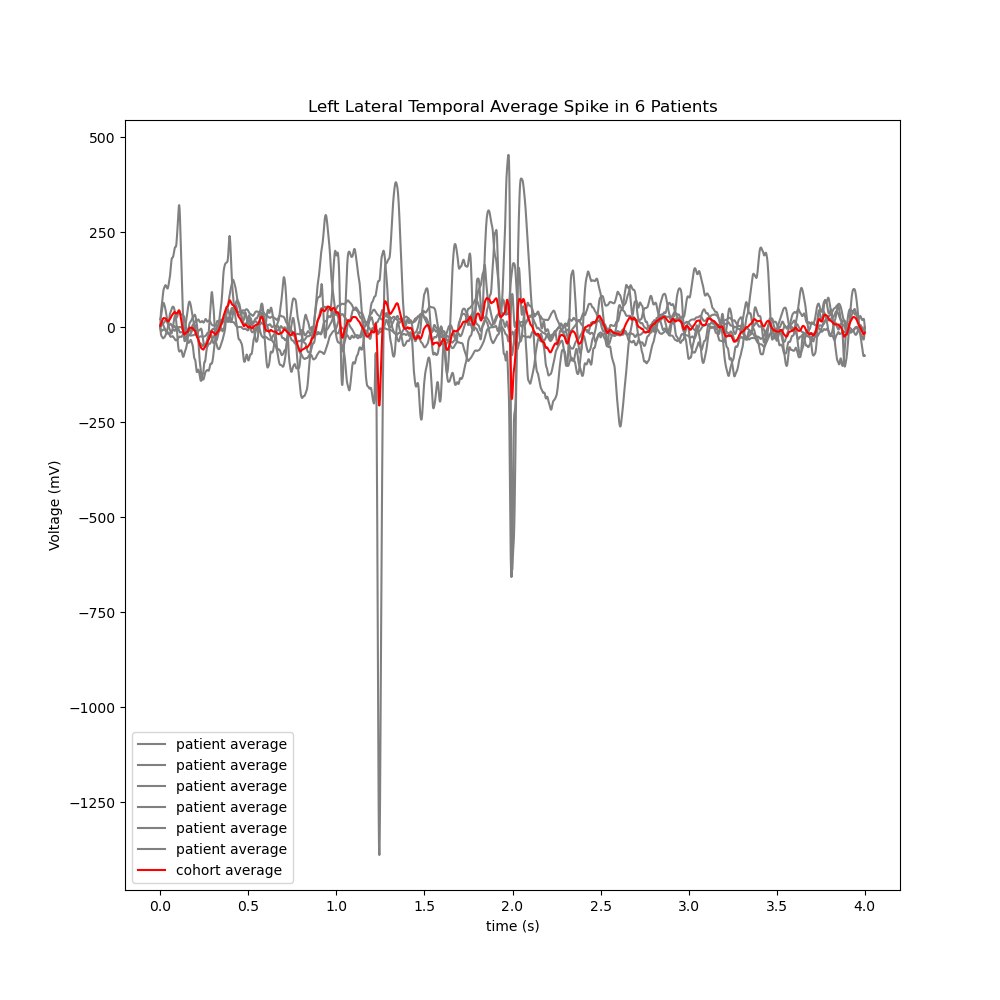 Left Lateral Temporal Average Spike in 6 Patients
500
250
0
−250
−500
−750
−1000
−1250
Voltage (mV)
patient average
patient average
patient average
patient average
patient average
patient average
cohort average
0.0 0.5 1.0 1.5 2.0 2.5 3.0 3.5 4.0
time (s)